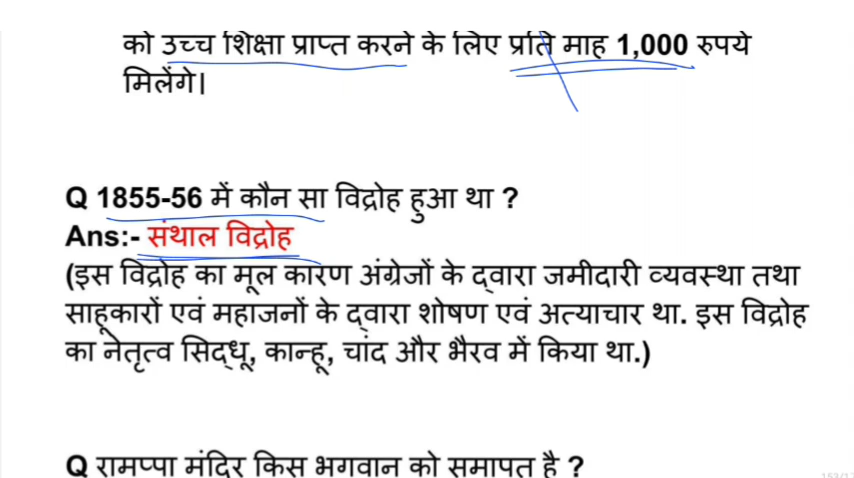 को उच्च शिक्षा प्राप्त करने के लिए प्रति माह 1,000 रुपये
मिलेंगे।
Q 1855-56 में कौन सा विद्रोह हुआ था ?
Ans:- संथाल विद्रोह
(इस विद्रोह का मूल कारण अंग्रेजों के द्वारा जमीदारी व्यवस्था तथा
साहूकारों एवं महाजनों के द्वारा शोषण एवं अत्याचार था. इस विद्रोह
का नेतृत्व सिद्धू, कान्हू, चांद और भैरव में किया था.)
Q रामप्पा मंदिर किस भगवान को समापत है ?